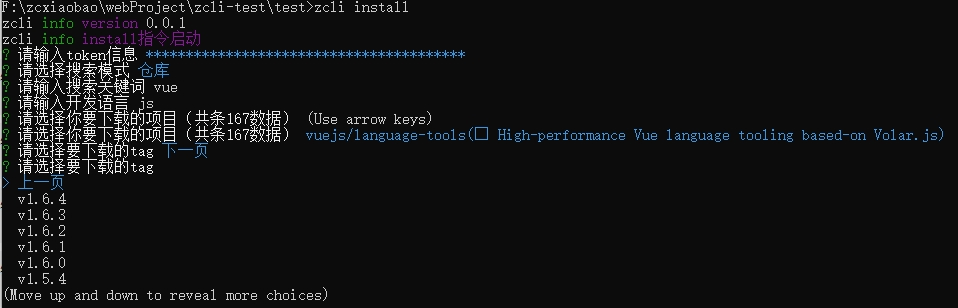 F:\zcxiaobao\webProject\zcli-test\test>zcli install
zcli info version 0.0.1
zcli info install指令启动
? 请输入token信息 ****************************************
? 请选择搜索模式 仓库
? 请输入搜索关键词 vue
? 请输入开发语言 js
? 请选择你要下载的项目（共条167数据） (Use arrow keys)
? 请选择你要下载的项目（共条167数据） vuejs/language-tools(□ High-performance Vue language tooling based-on Volar.js)
? 请选择要下载的tag 下一页
? 请选择要下载的tag
> 上一页
v1.6.4
v1.6.3
v1.6.2
v1.6.1
v1.6.0
v1.5.4
(Move up and down to reveal more choices)